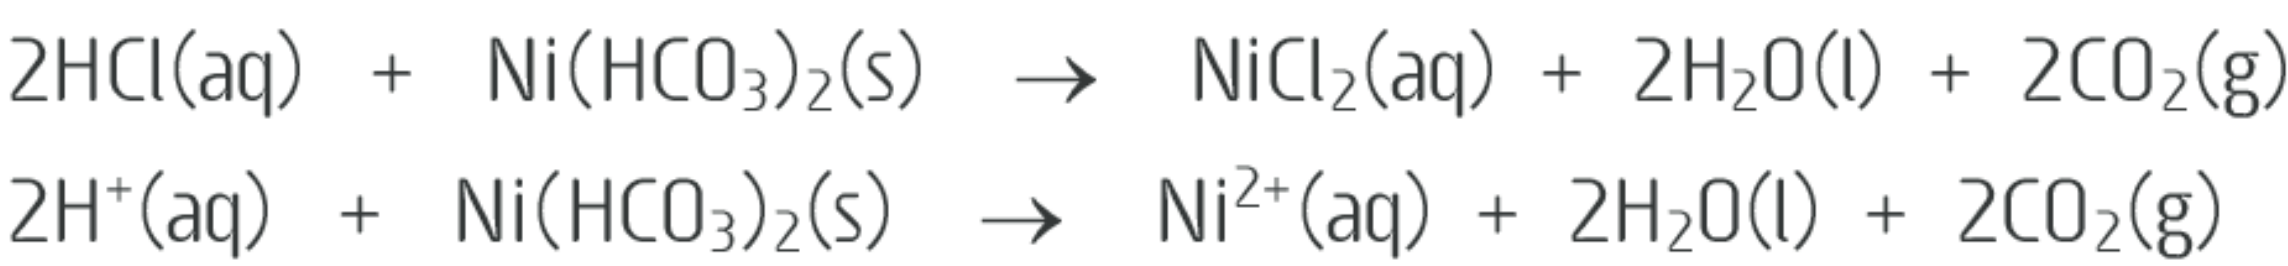 2HCl(aq) + Ni(HCO₃)₂(s) → NiCl₂(aq) + 2H₂O(l) + 2CO₂(g)
2H⁺(aq) + Ni(HCO₃)₂(s) → Ni²⁺(aq) + 2H₂O(l) + 2CO₂(g)